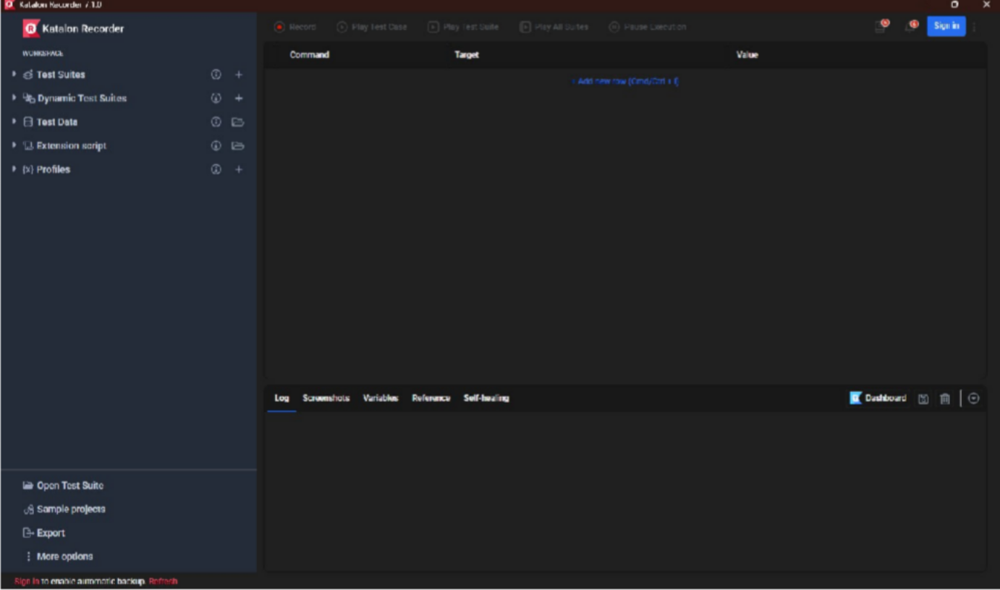 Katalon Recorder 7.1.0
Katalon Recorder
WORKSPACE
Test Suites
Dynamic Test Suites
Test Data
Extension script
{x} Profiles
Open Test Suite
Sample projects
Export
More options
Sign in to enable automatic backup. Refresh
Record Play Test Case Play Test Suite Play All Suites Pause Execution
Sign in
Command Target Value
+ Add new row (Cmd/Ctrl + I)
Log Screenshots Variables Reference Self-healing
Dashboard